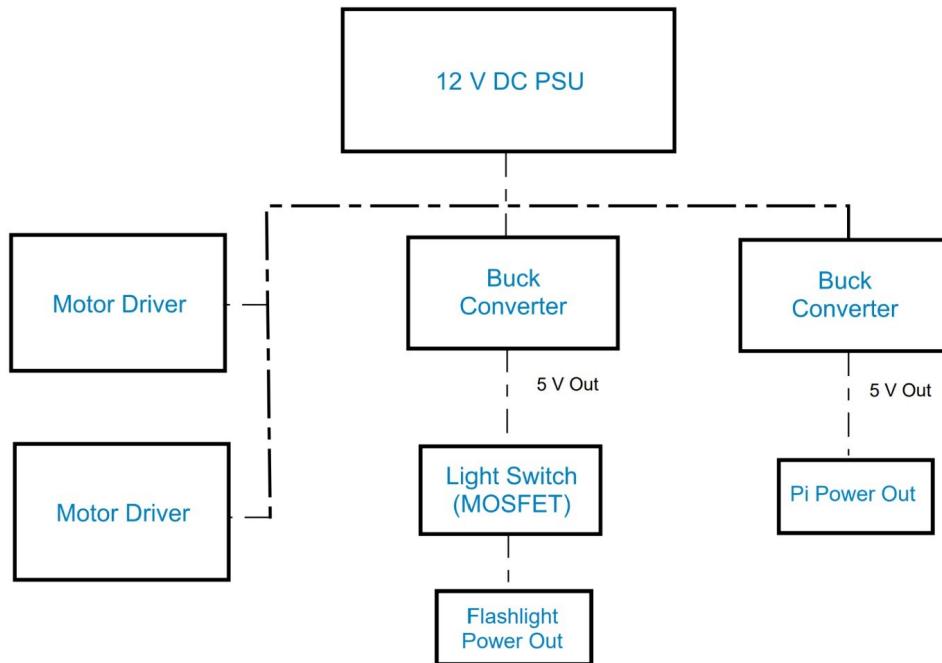 12 V DC PSU
Motor Driver
Buck
Converter
Buck
Converter
5 V Out
5 V Out
Motor Driver
Light Switch
(MOSFET)
Pi Power Out
Flashlight
Power Out